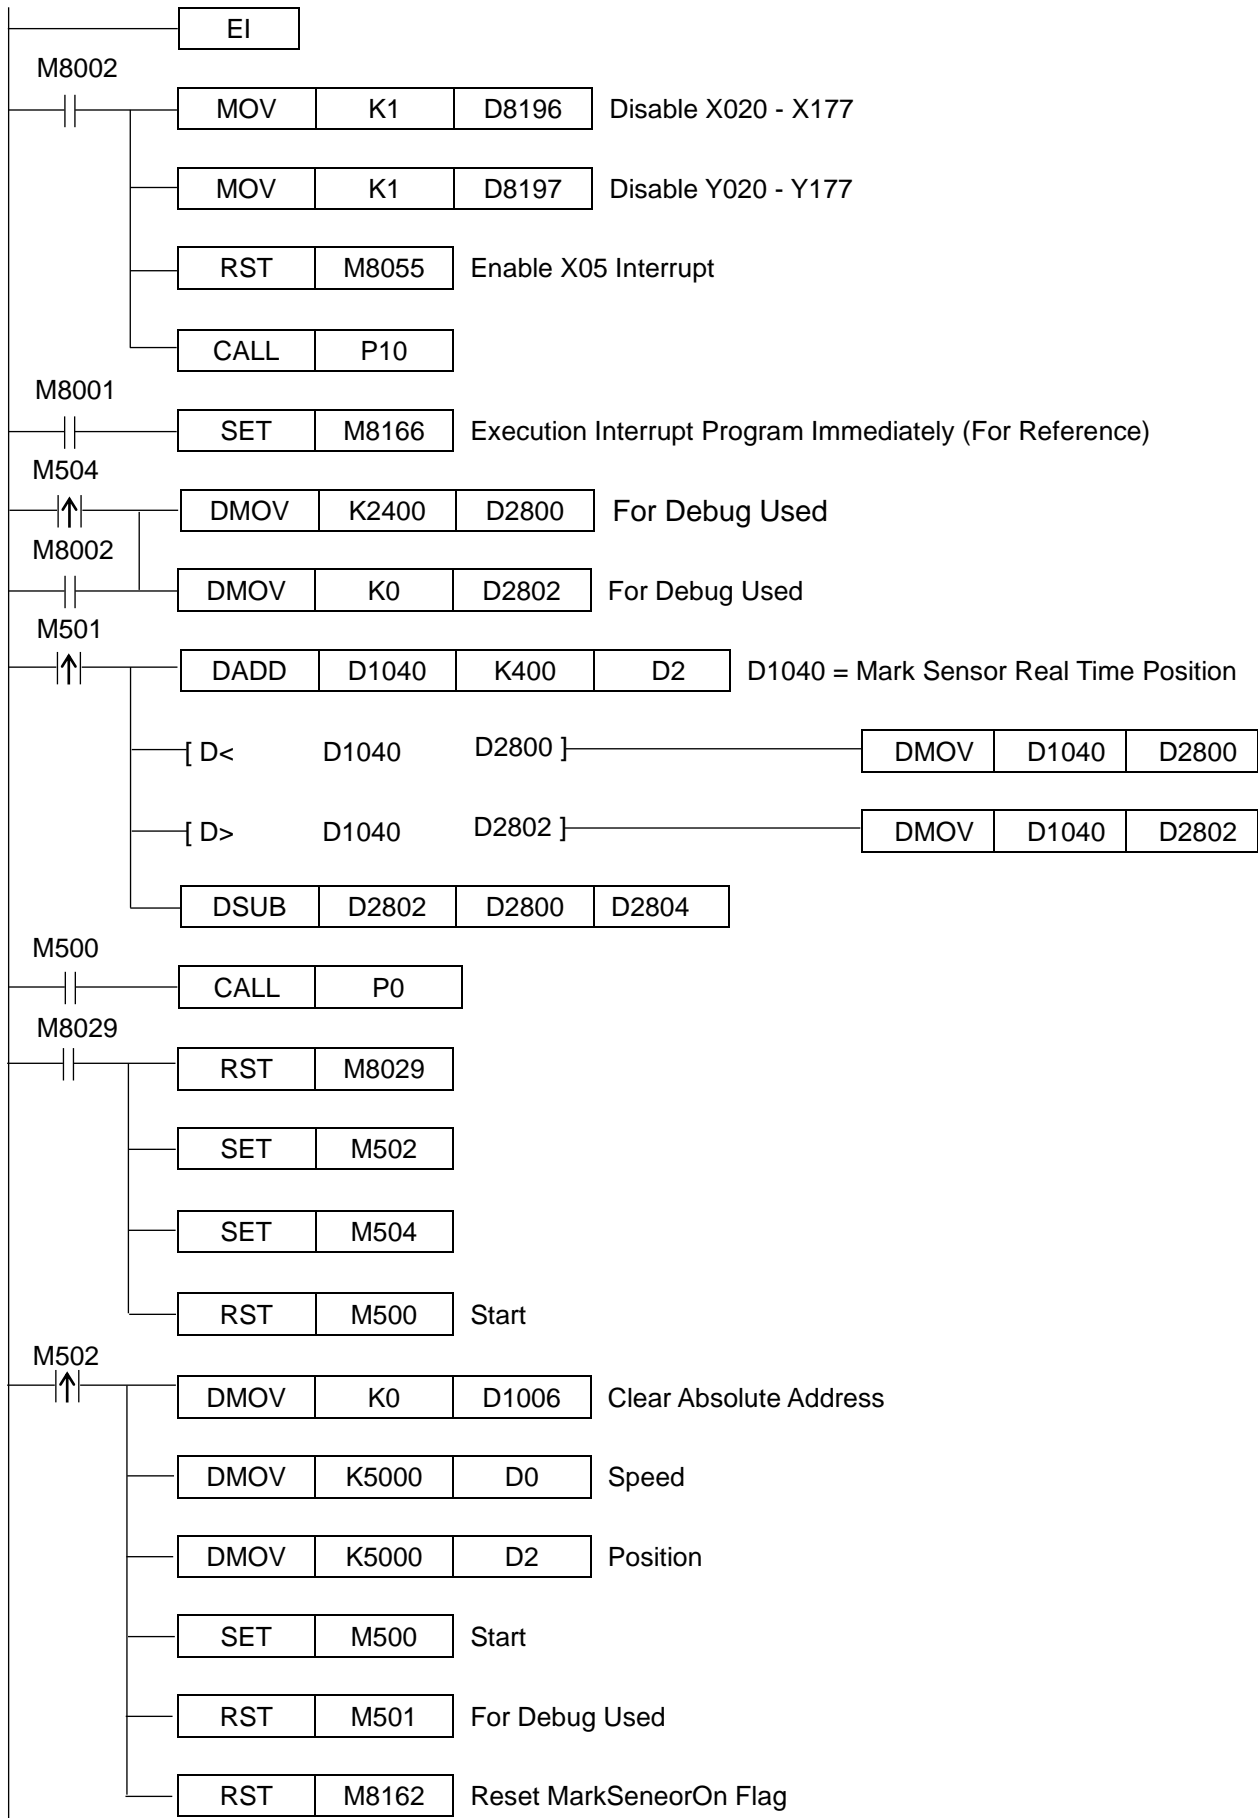 EI
M8002
MOV K1 D8196 Disable X020 - X177
MOV K1 D8197 Disable Y020 - Y177
RST M8055 Enable X05 Interrupt
CALL P10
M8001
SET M8166 Execution Interrupt Program Immediately (For Reference)
M504
DMOV K2400 D2800 For Debug Used
M8002
DMOV K0 D2802 For Debug Used
M501
DADD D1040 K400 D2 D1040 = Mark Sensor Real Time Position
[ D< D1040 D2800 ] DMOV D1040 D2800
[ D> D1040 D2802 ] DMOV D1040 D2802
DSUB D2802 D2800 D2804
M500
CALL P0
M8029
RST M8029
SET M502
SET M504
RST M500 Start
M502
DMOV K0 D1006 Clear Absolute Address
DMOV K5000 D0 Speed
DMOV K5000 D2 Position
SET M500 Start
RST M501 For Debug Used
RST M8162 Reset MarkSeneorOn Flag